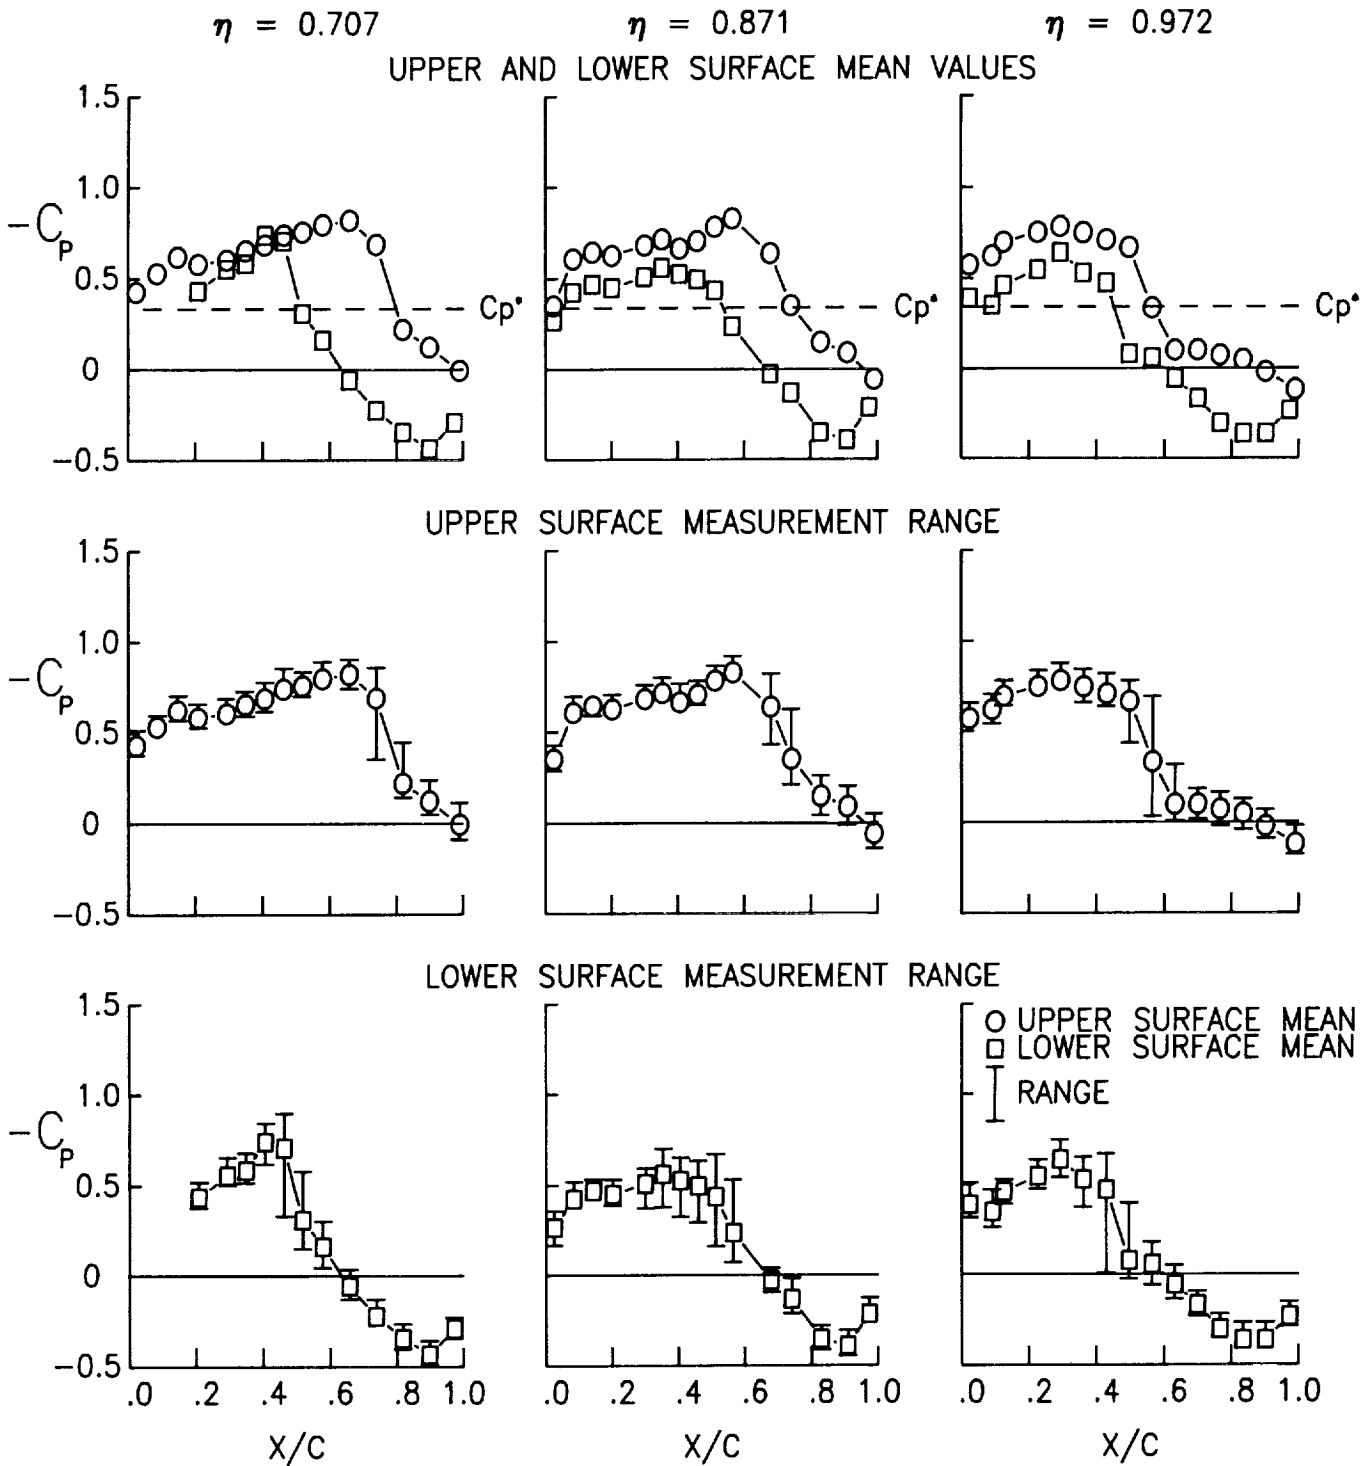 η = 0.707 η = 0.871 η = 0.972
UPPER AND LOWER SURFACE MEAN VALUES
1.5
1.0
-Cp
0.5
Cp* Cp* Cp*
0
-0.5
UPPER SURFACE MEASUREMENT RANGE
1.5
1.0
-Cp
0.5
0
-0.5
LOWER SURFACE MEASUREMENT RANGE
1.5
UPPER SURFACE MEAN
LOWER SURFACE MEAN
RANGE
1.0
-Cp
0.5
0
-0.5
.0 .2 .4 .6 .8 1.0 .0 .2 .4 .6 .8 1.0 .0 .2 .4 .6 .8 1.0
X/C X/C X/C